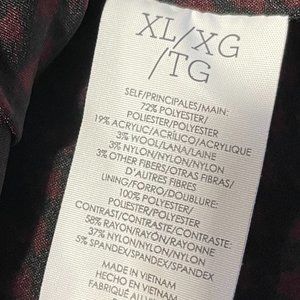 XL/XG
/TG
SELF/PRINCIPALES/MAIN:
72% POLYESTER/
POLIESTER/POLYESTER
19% ACRYLIC/ACRÍLICO/ACRYLIQUE
3% WOOL/LANA/LAINE
3% NYLON/NYLON/NYLON
3% OTHER FIBERS/OTRAS FIBRAS/
D'AUTRES FIBRES
LINING/FORRO/DOUBLURE:
100% POLYESTER/
POLIESTER/POLYESTER
CONTRAST/CONTRASTE/CONTRASTE:
58% RAYON/RAYÓN/RAYONNE
37% NYLON/NYLON/NYLON
5% SPANDEX/SPANDEX/SPANDEX
MADE IN VIETNAM
HECHO EN VIETNAM
FABRIQUÉ AU VIETNAM